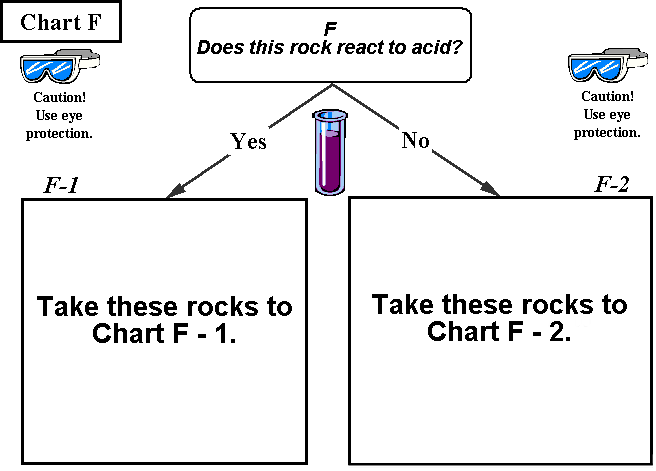 Chart F
F
Does this rock react to acid?
Caution!
Use eye
protection.
Caution!
Use eye
protection.
Yes
No
F-1
F-2
Take these rocks to
Chart F - 1.
Take these rocks to
Chart F - 2.